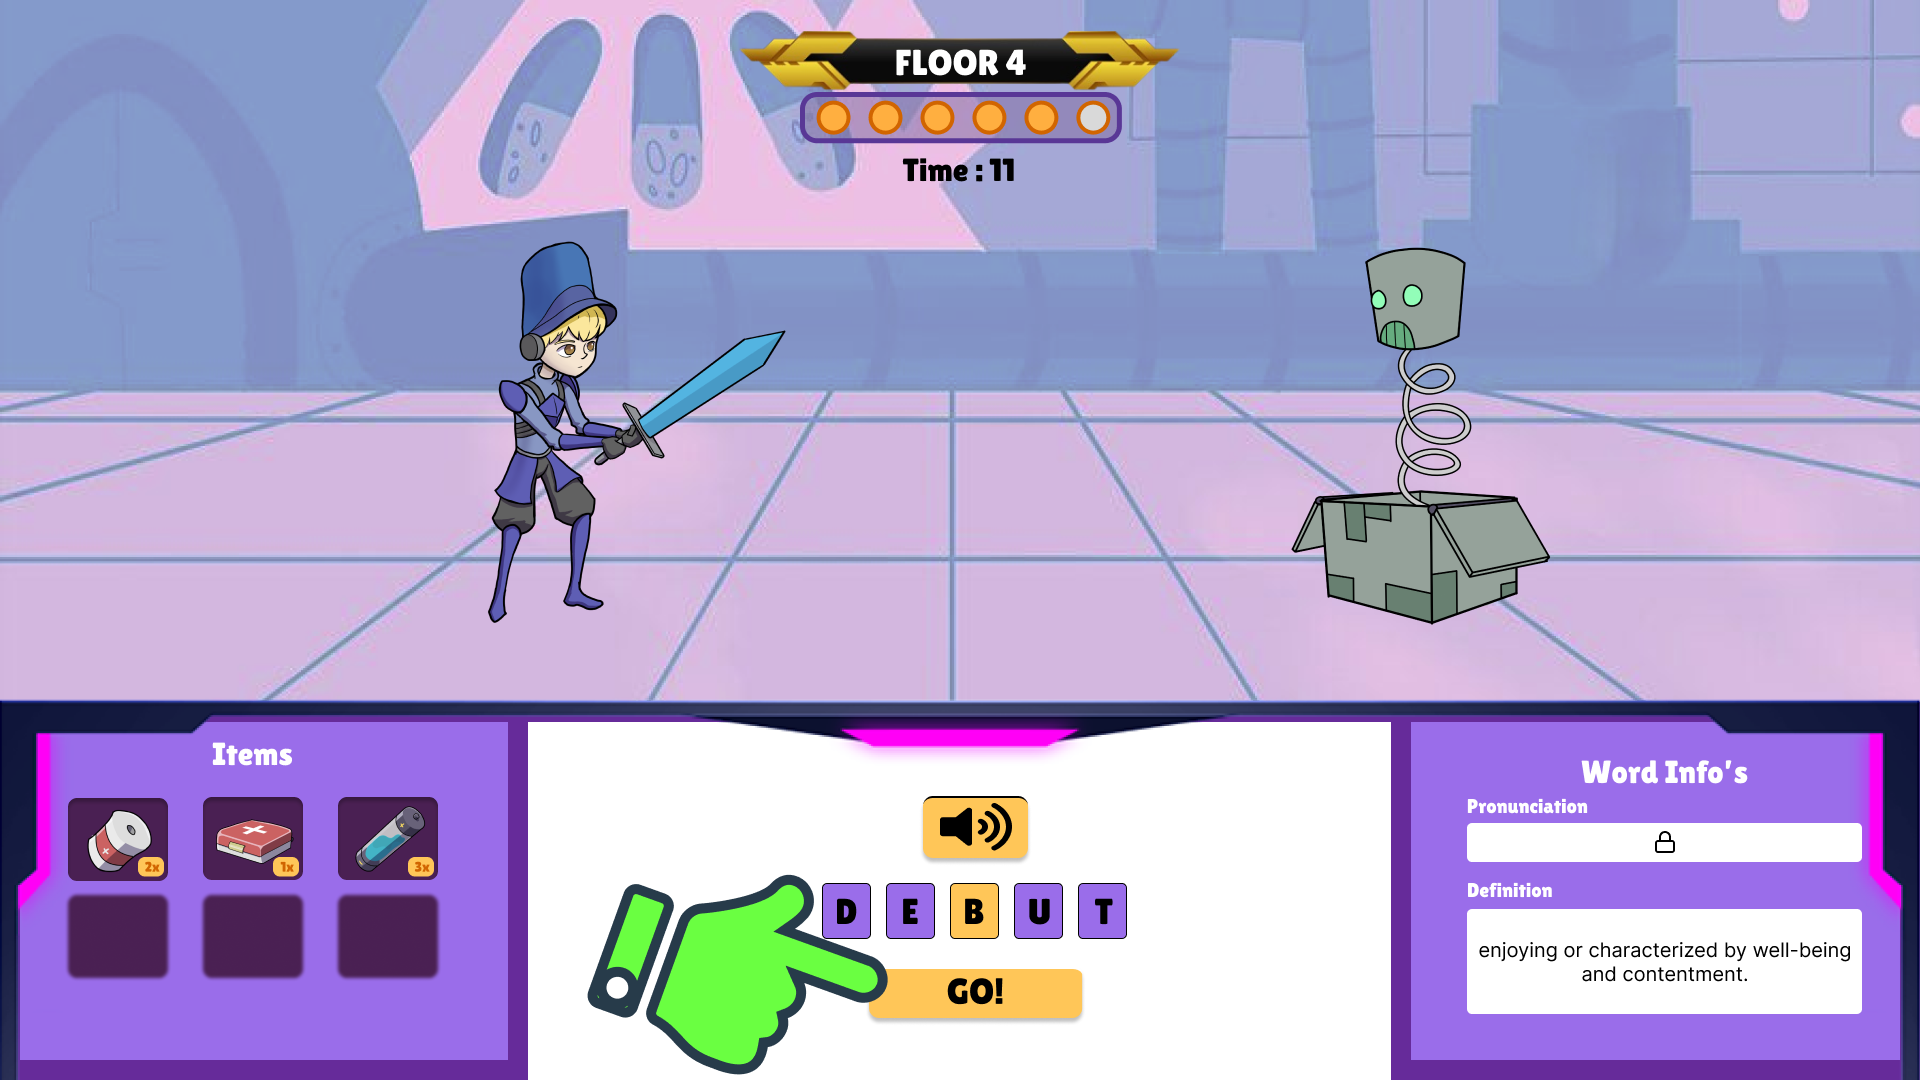 FLOOR 4
Time : 11
Items
2x
1x
3x
D E B U T
GO!
Word Info's
Pronunciation
Definition
enjoying or characterized by well-being
and contentment.